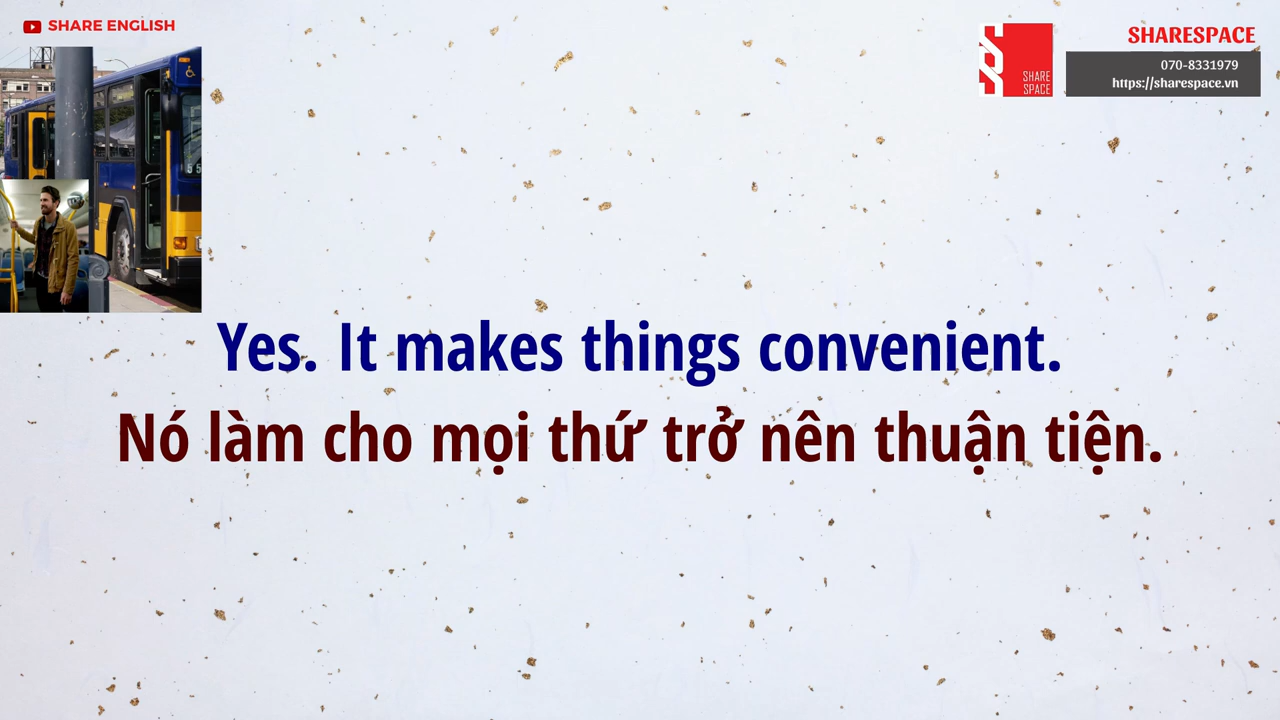 SHARE ENGLISH
SHARESPACE
SHARE
SPACE
070-8331979
https://sharespace.vn
Yes. It makes things convenient.
Nó làm cho mọi thứ trở nên thuận tiện.